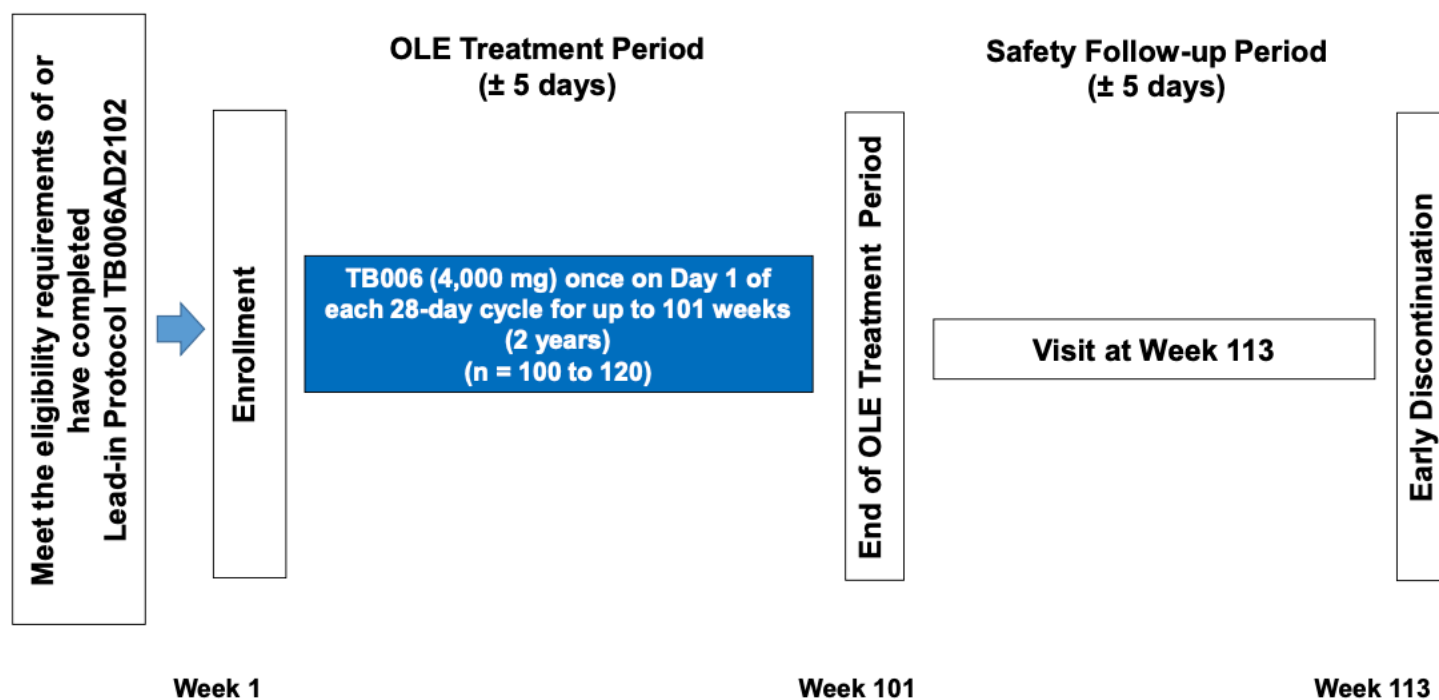 Meet the eligibility requirements of or
have completed
Lead-in Protocol TB006AD2102
Enrollment
OLE Treatment Period
(± 5 days)
TB006 (4,000 mg) once on Day 1 of
each 28-day cycle for up to 101 weeks
(2 years)
(n = 100 to 120)
End of OLE Treatment Period
Safety Follow-up Period
(± 5 days)
Visit at Week 113
Early Discontinuation
Week 1
Week 101
Week 113